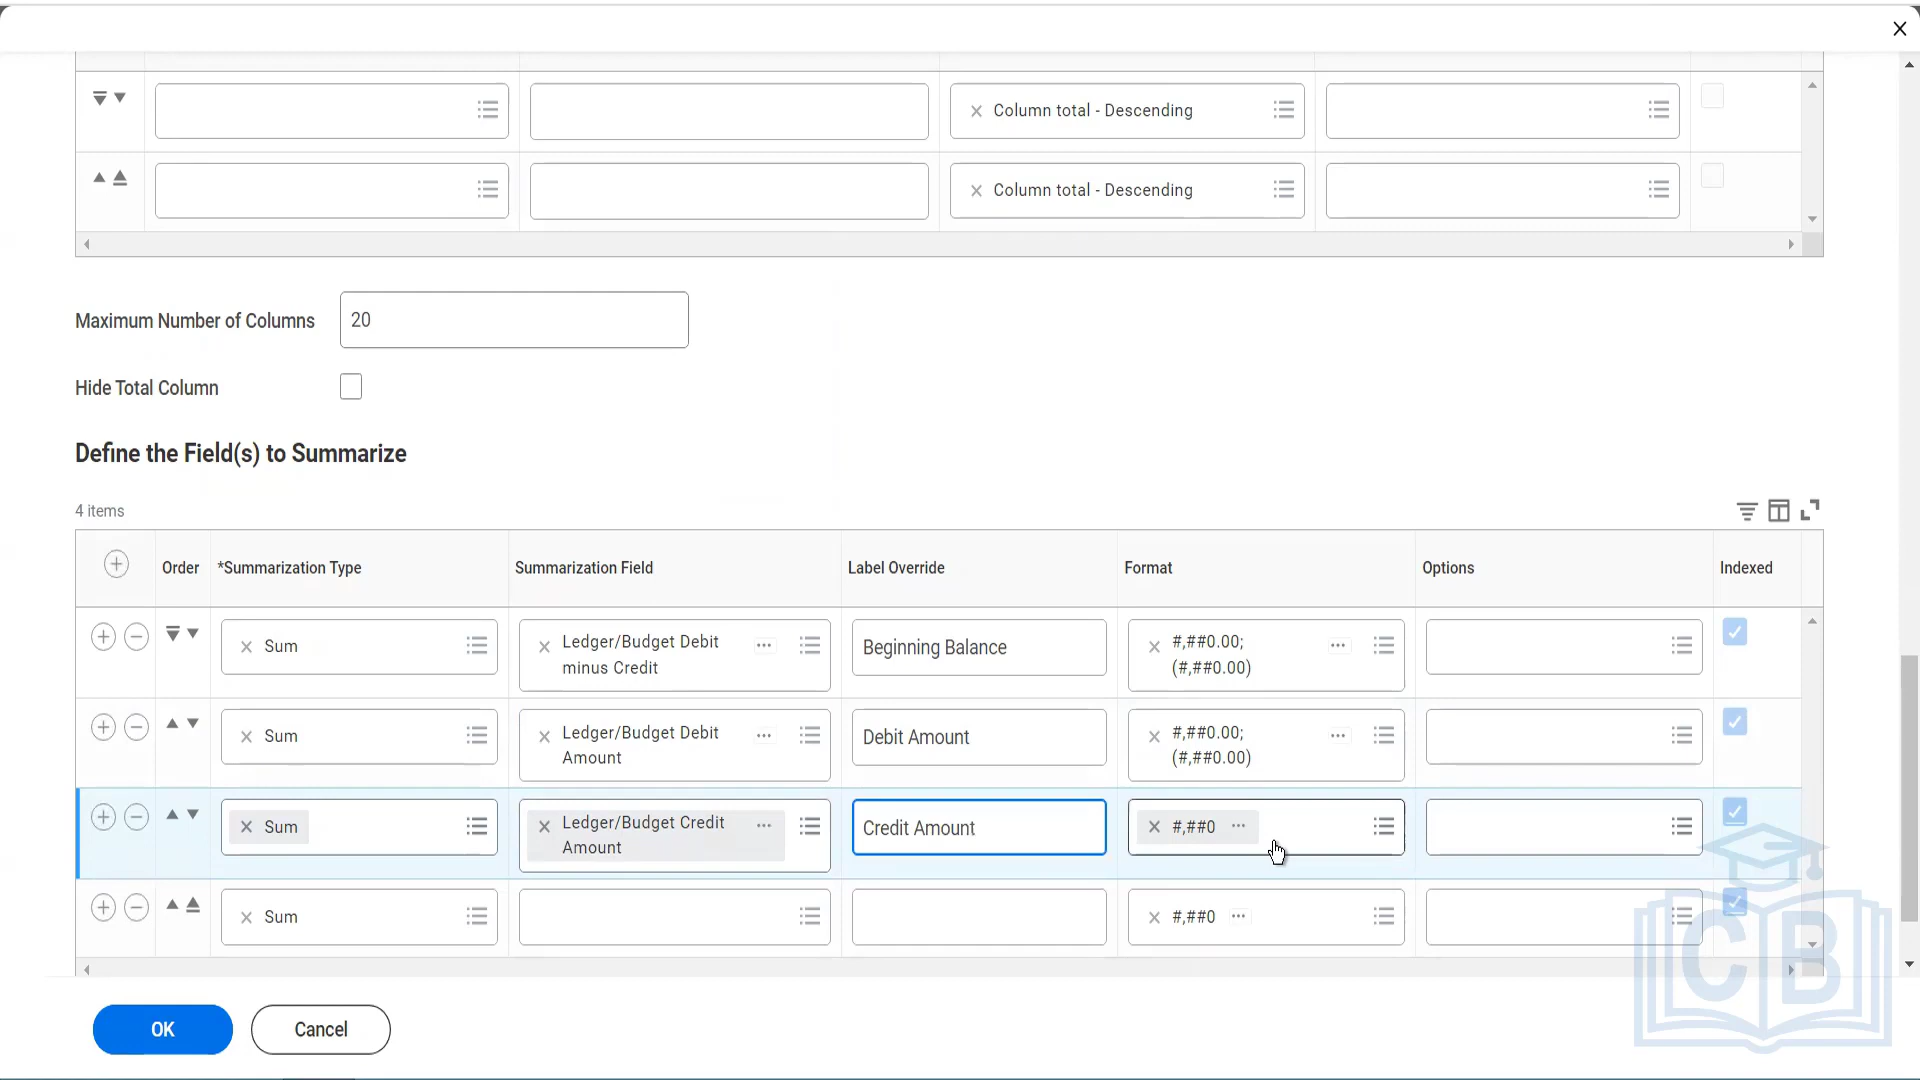 Column total - Descending
Column total - Descending
Maximum Number of Columns
20
Hide Total Column
Define the Field(s) to Summarize
4 items
Order
*Summarization Type
Summarization Field
Label Override
Format
Options
Indexed
Sum
Ledger/Budget Debit
minus Credit
Beginning Balance
#,##0.00;
(#,##0.00)
Sum
Ledger/Budget Debit
Amount
Debit Amount
#,##0.00;
(#,##0.00)
Sum
Ledger/Budget Credit
Amount
Credit Amount
#,##0
Sum
#,##0
OK
Cancel
CB